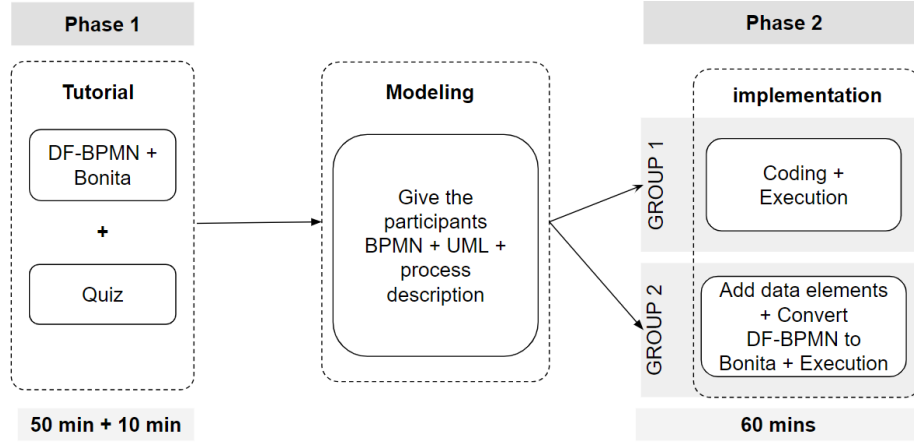 Phase 1
Phase 2
Tutorial
DF-BPMN +
Bonita
+
Quiz
50 min + 10 min
Modeling
Give the
participants
BPMN + UML +
process
description
implementation
GROUP 1
Coding +
Execution
GROUP 2
Add data elements
+ Convert
DF-BPMN to
Bonita + Execution
60 mins